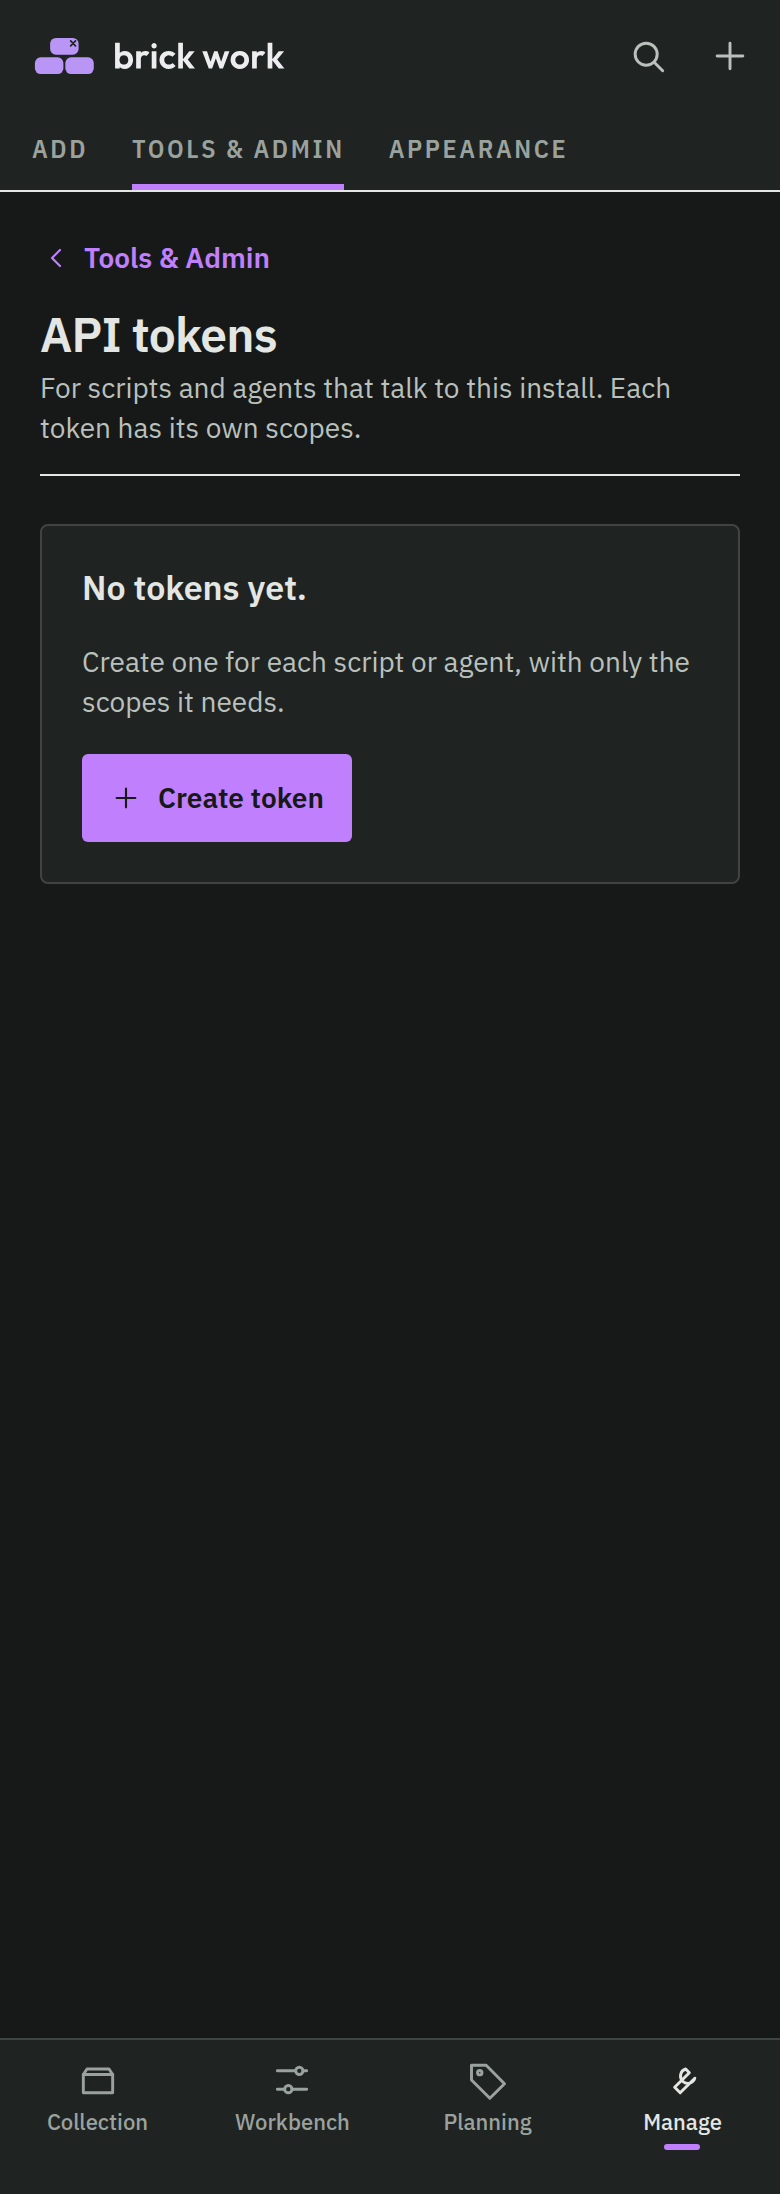 brick work
ADD TOOLS & ADMIN APPEARANCE
Tools & Admin
API tokens
For scripts and agents that talk to this install. Each
token has its own scopes.
No tokens yet.
Create one for each script or agent, with only the
scopes it needs.
Create token
Collection Workbench Planning Manage